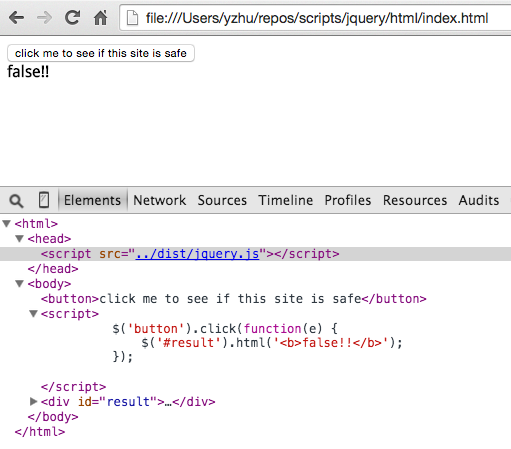 file:///Users/yzhu/repos/scripts/jquery/html/index.html
click me to see if this site is safe
false!!
Elements Network Sources Timeline Profiles Resources Audits
▼<html>
▼<head>
<script src="../dist/jquery.js"></script>
</head>
▼<body>
<button>click me to see if this site is safe</button>
▼<script>
$('button').click(function(e) {
$('#result').html('<b>false!!</b>');
});
</script>
▶<div id="result">…</div>
</body>
</html>